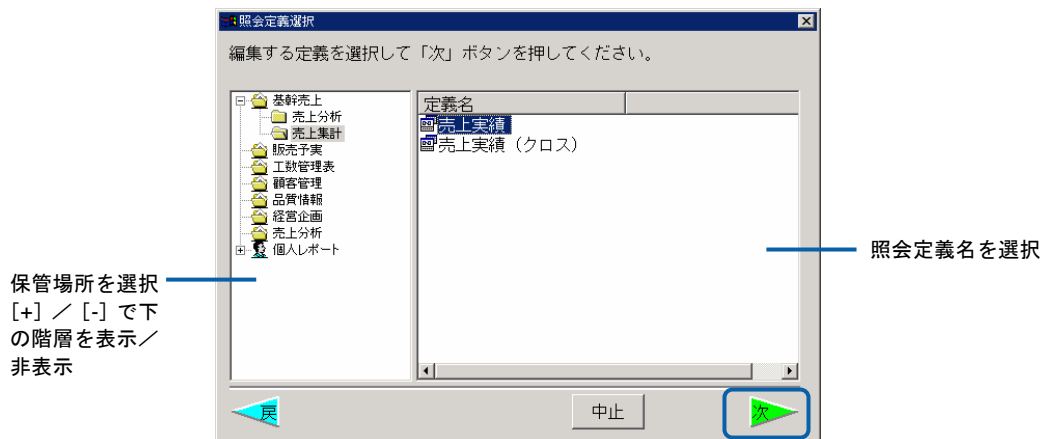 照会定義選択
編集する定義を選択して「次」ボタンを押してください。
基幹売上
売上分析
売上集計
販売予実
工数管理表
顧客管理
品質情報
経営企画
売上分析
個人レポート
定義名
売上実績
売上実績（クロス）
保管場所を選択
［+］／［-］で下
の階層を表示／
非表示
照会定義名を選択
戻
中止
次